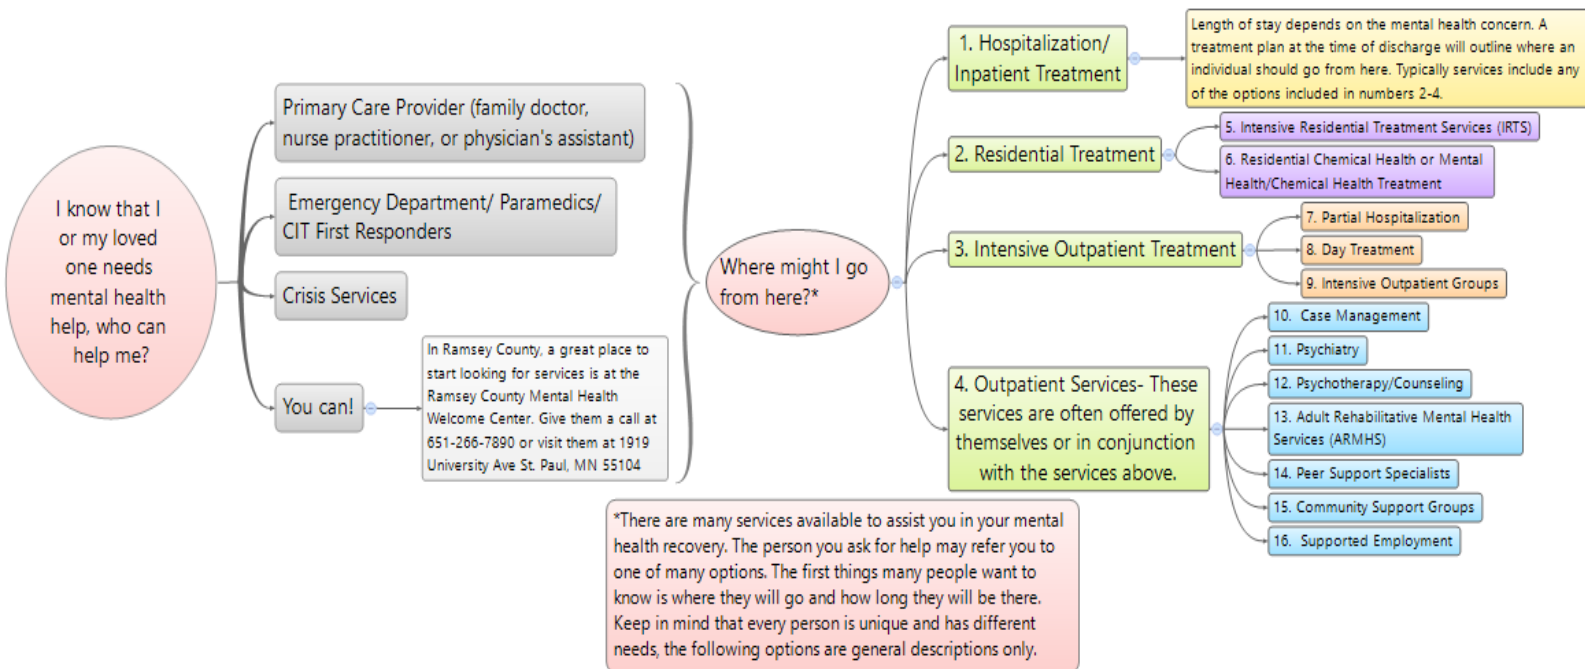 I know that I
or my loved
one needs
mental health
help, who can
help me?
Primary Care Provider (family doctor,
nurse practitioner, or physician's assistant)
Emergency Department/ Paramedics/
CIT First Responders
Crisis Services
You can!
In Ramsey County, a great place to
start looking for services is at the
Ramsey County Mental Health
Welcome Center. Give them a call at
651-266-7890 or visit them at 1919
University Ave St. Paul, MN 55104
Where might I go
from here?*
1. Hospitalization/
Inpatient Treatment
Length of stay depends on the mental health concern. A
treatment plan at the time of discharge will outline where an
individual should go from here. Typically services include any
of the options included in numbers 2-4.
2. Residential Treatment
5. Intensive Residential Treatment Services (IRTS)
6. Residential Chemical Health or Mental
Health/Chemical Health Treatment
3. Intensive Outpatient Treatment
7. Partial Hospitalization
8. Day Treatment
9. Intensive Outpatient Groups
4. Outpatient Services- These
services are often offered by
themselves or in conjunction
with the services above.
10. Case Management
11. Psychiatry
12. Psychotherapy/Counseling
13. Adult Rehabilitative Mental Health
Services (ARMHS)
14. Peer Support Specialists
15. Community Support Groups
16. Supported Employment
*There are many services available to assist you in your mental
health recovery. The person you ask for help may refer you to
one of many options. The first things many people want to
know is where they will go and how long they will be there.
Keep in mind that every person is unique and has different
needs, the following options are general descriptions only.